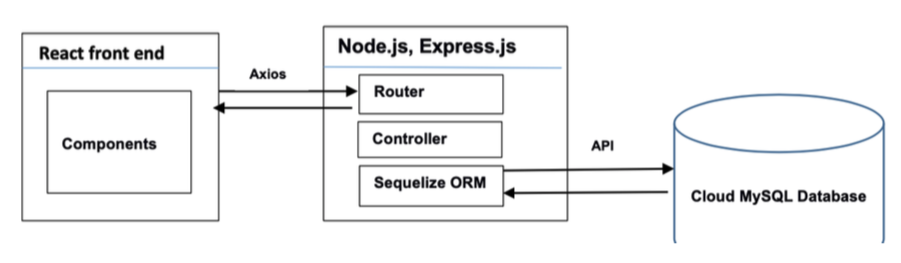 React front end
Components
Axios
Node.js, Express.js
Router
Controller
Sequelize ORM
API
Cloud MySQL Database